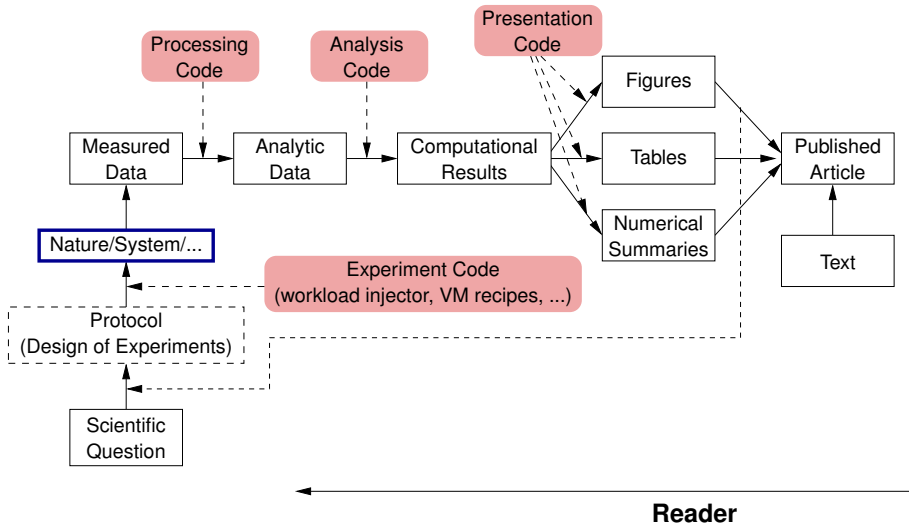 Processing
Code
Analysis
Code
Presentation
Code
Figures
Measured
Data
Analytic
Data
Computational
Results
Tables
Published
Article
Numerical
Summaries
Nature/System/...
Text
Experiment Code
(workload injector, VM recipes, ...)
Protocol
(Design of Experiments)
Scientific
Question
Reader